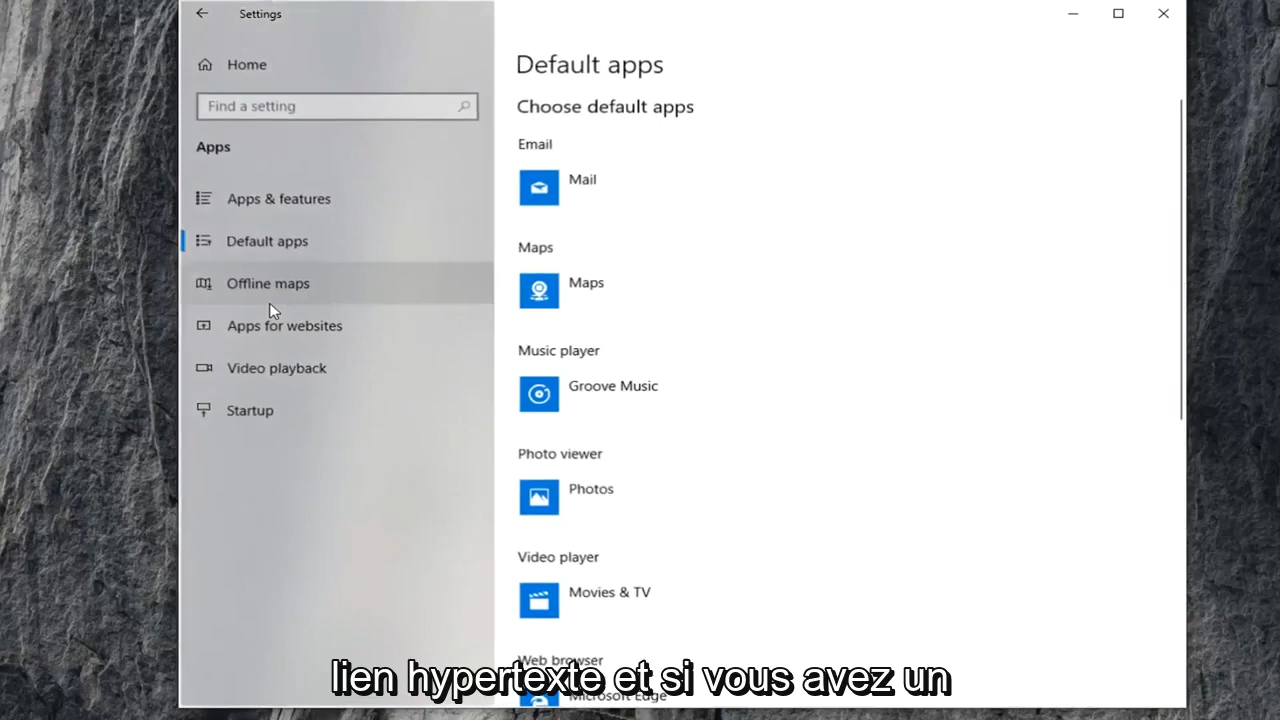 Settings
Home
Find a setting
Apps
Apps & features
Default apps
Offline maps
Apps for websites
Video playback
Startup
Default apps
Choose default apps
Email
Mail
Maps
Maps
Music player
Groove Music
Photo viewer
Photos
Video player
Movies & TV
Web browser
Microsoft Edge
lien hypertexte et si vous avez un